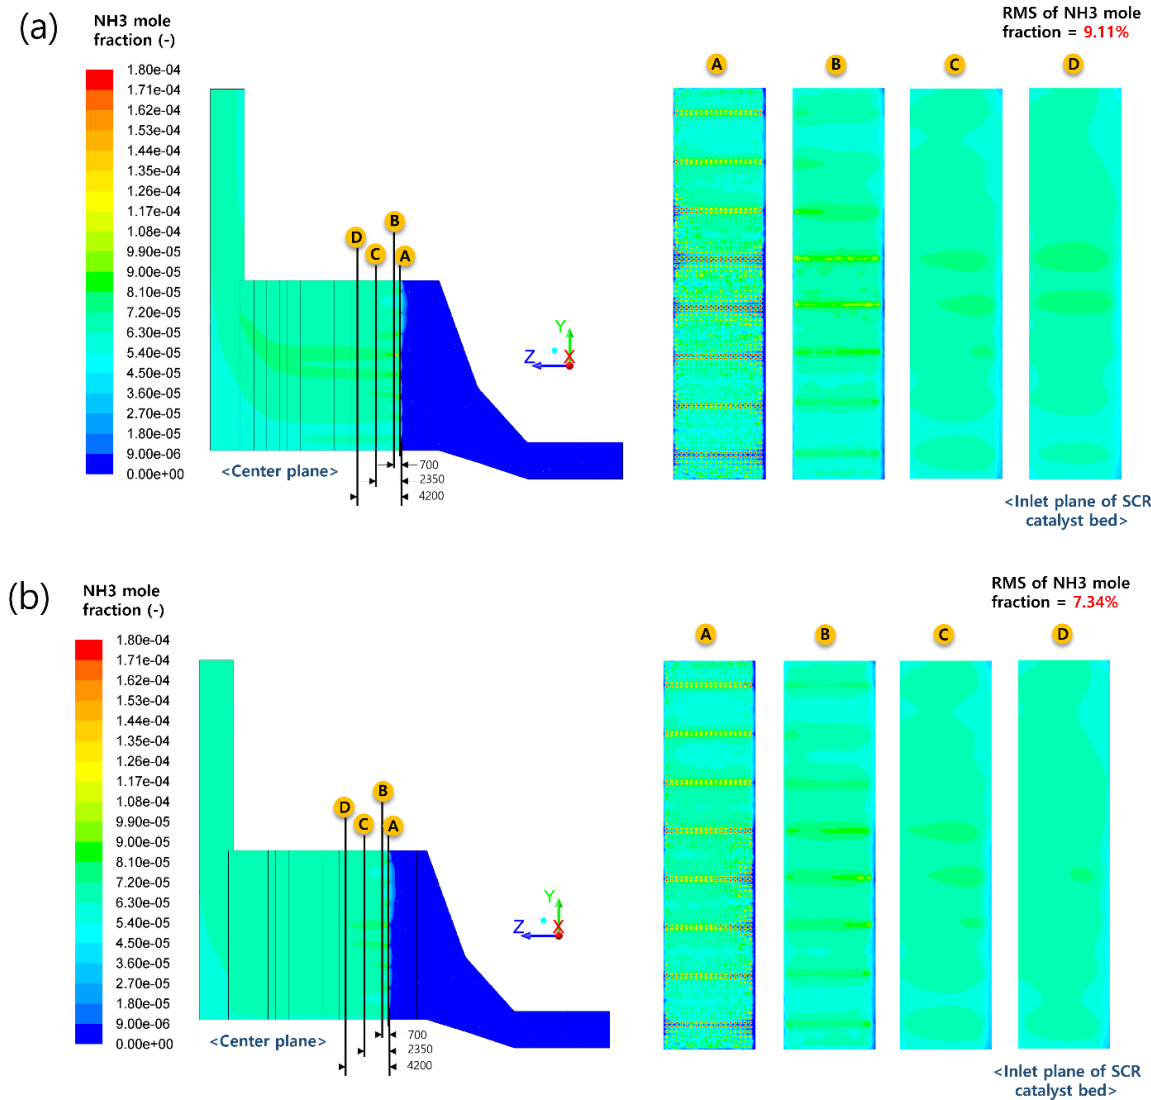 (a)
NH3 mole
fraction (-)
1.80e-04
1.71e-04
1.62e-04
1.53e-04
1.44e-04
1.35e-04
1.26e-04
1.17e-04
1.08e-04
9.90e-05
9.00e-05
8.10e-05
7.20e-05
6.30e-05
5.40e-05
4.50e-05
3.60e-05
2.70e-05
1.80e-05
9.00e-06
0.00e+00
B
D
C
A
Y
Z
X
<Center plane>
700
2350
4200
RMS of NH3 mole
fraction = 9.11%
A
B
C
D
<Inlet plane of SCR
catalyst bed>
(b)
NH3 mole
fraction (-)
1.80e-04
1.71e-04
1.62e-04
1.53e-04
1.44e-04
1.35e-04
1.26e-04
1.17e-04
1.08e-04
9.90e-05
9.00e-05
8.10e-05
7.20e-05
6.30e-05
5.40e-05
4.50e-05
3.60e-05
2.70e-05
1.80e-05
9.00e-06
0.00e+00
B
D
C
A
Y
Z
X
<Center plane>
700
2350
4200
RMS of NH3 mole
fraction = 7.34%
A
B
C
D
<Inlet plane of SCR
catalyst bed>